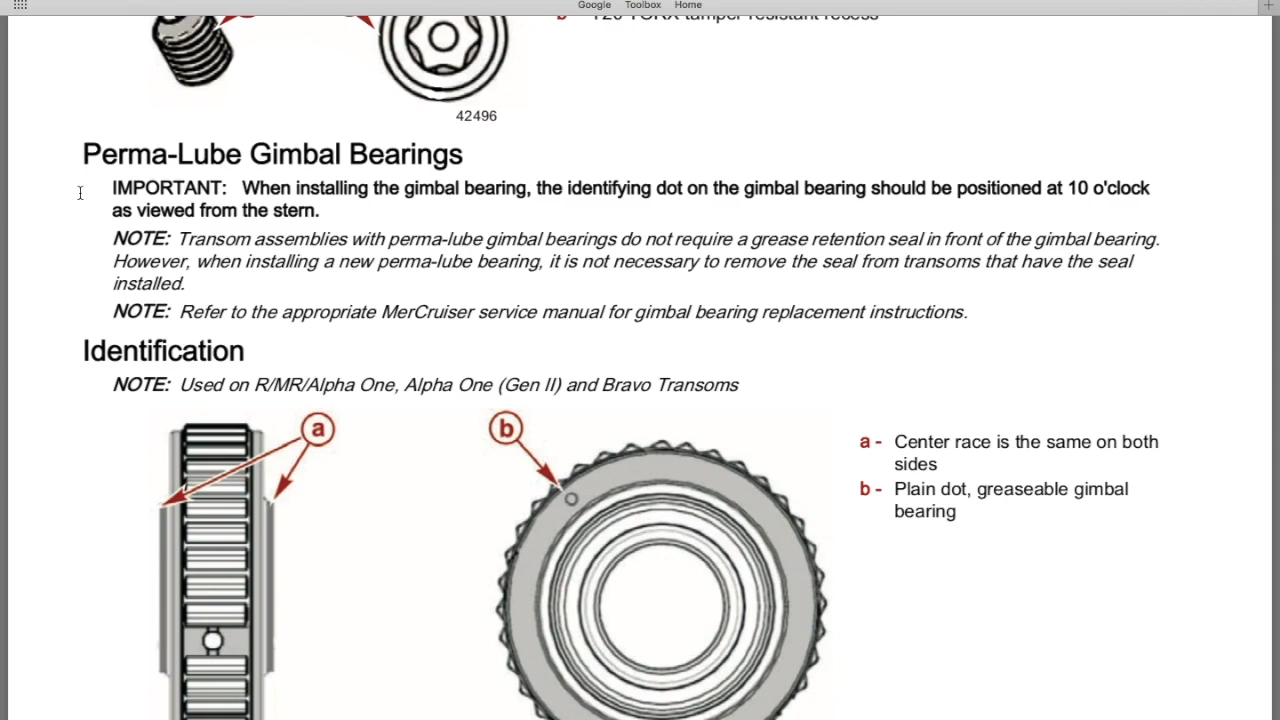 Google Toolbox Home
b - T20 TORX tamper resistant recess
42496
Perma-Lube Gimbal Bearings
IMPORTANT: When installing the gimbal bearing, the identifying dot on the gimbal bearing should be positioned at 10 o'clock
as viewed from the stern.
NOTE: Transom assemblies with perma-lube gimbal bearings do not require a grease retention seal in front of the gimbal bearing.
However, when installing a new perma-lube bearing, it is not necessary to remove the seal from transoms that have the seal
installed.
NOTE: Refer to the appropriate MerCruiser service manual for gimbal bearing replacement instructions.
Identification
NOTE: Used on R/MR/Alpha One, Alpha One (Gen II) and Bravo Transoms
a
b
a - Center race is the same on both
sides
b - Plain dot, greaseable gimbal
bearing